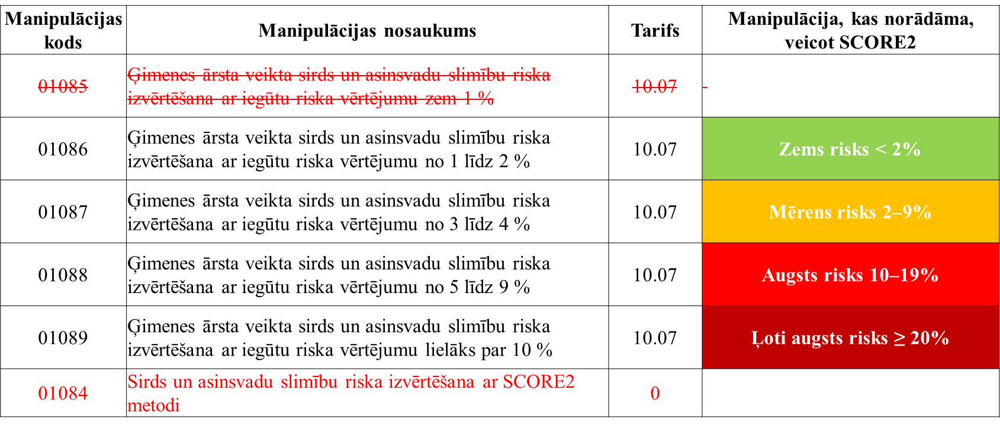 Manipulācijas
kods
Manipulācijas nosaukums
Tarifs
Manipulācija, kas norādāma,
veicot SCORE2
01085
Ģimenes ārsta veikta sirds un asinsvadu slimību riska
izvērtēšana ar iegūtu riska vērtējumu zem 1 %
10.07
-
01086
Ģimenes ārsta veikta sirds un asinsvadu slimību riska
izvērtēšana ar iegūtu riska vērtējumu no 1 līdz 2 %
10.07
Zems risks < 2%
01087
Ģimenes ārsta veikta sirds un asinsvadu slimību riska
izvērtēšana ar iegūtu riska vērtējumu no 3 līdz 4 %
10.07
Mērens risks 2–9%
01088
Ģimenes ārsta veikta sirds un asinsvadu slimību riska
izvērtēšana ar iegūtu riska vērtējumu no 5 līdz 9 %
10.07
Augsts risks 10–19%
01089
Ģimenes ārsta veikta sirds un asinsvadu slimību riska
izvērtēšana ar iegūtu riska vērtējumu lielāks par 10 %
10.07
Ļoti augsts risks ≥ 20%
01084
Sirds un asinsvadu slimību riska izvērtēšana ar SCORE2
metodi
0